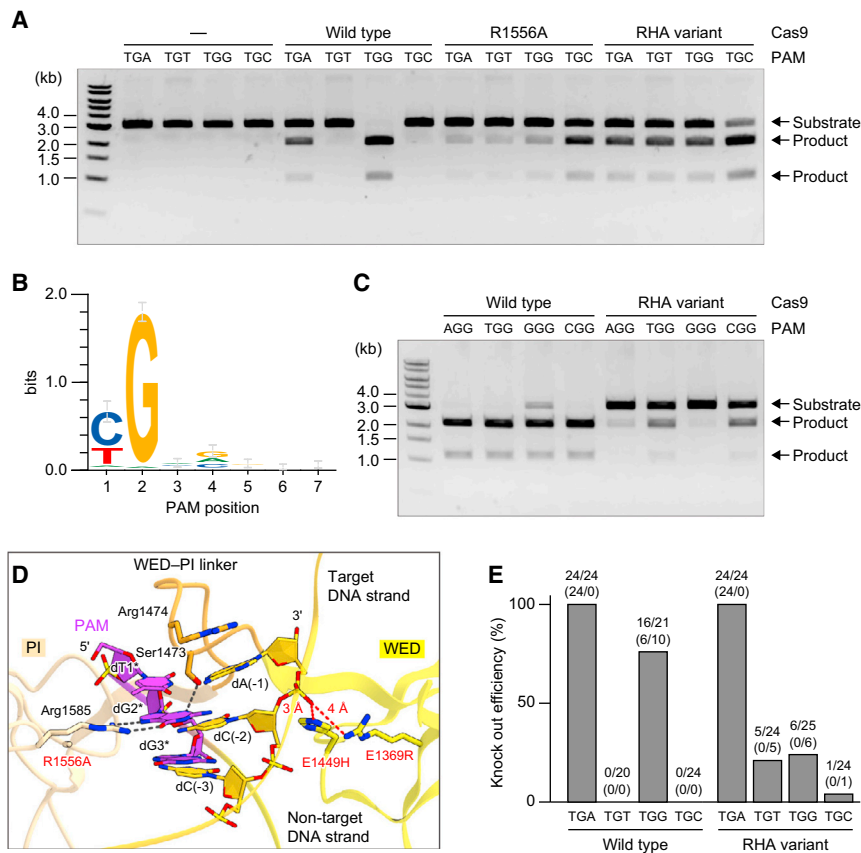 A
— Wild type R1556A RHA variant Cas9
TGA TGT TGG TGC TGA TGT TGG TGC TGA TGT TGG TGC TGA TGT TGG TGC PAM
(kb)
4.0
3.0
2.0
1.5
1.0
Substrate
Product
Product
B
2.0
1.0
0.0
bits
C
T
G
G
A
C
1 2 3 4 5 6 7
PAM position
C
Wild type RHA variant Cas9
AGG TGG GGG CGG AGG TGG GGG CGG PAM
(kb)
4.0
3.0
2.0
1.5
1.0
Substrate
Product
Product
D
WED–PI linker
Target
DNA strand
Arg1474
PAM
3'
PI
5'
Ser1473
WED
dT1*
dA(-1)
Arg1585
dG2*
3 Å 4 Å
dC(-2)
R1556A
dG3*
E1449H
E1369R
dC(-3)
Non-target
DNA strand
E
Knock out efficiency (%)
100
50
0
24/24
(24/0)
0/20
(0/0)
16/21
(6/10)
0/24
(0/0)
24/24
(24/0)
5/24
(0/5)
6/25
(0/6)
1/24
(0/1)
TGA TGT TGG TGC TGA TGT TGG TGC
Wild type RHA variant